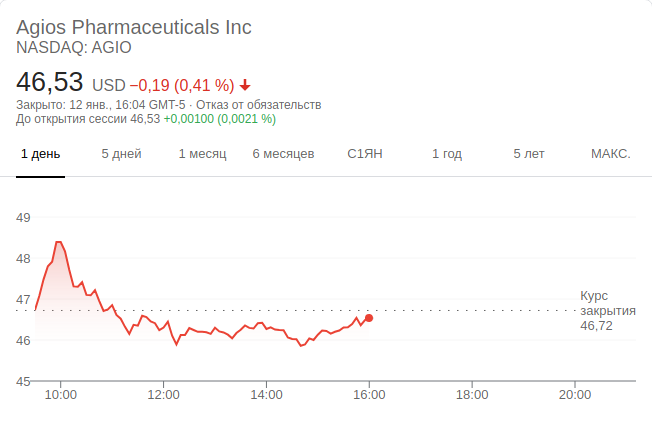 Agios Pharmaceuticals Inc
NASDAQ: AGIO
46,53 USD −0,19 (0,41 %)
Закрыто: 12 янв., 16:04 GMT-5 · Отказ от обязательств
До открытия сессии 46,53 +0,00100 (0,0021 %)
1 день 5 дней 1 месяц 6 месяцев С1ЯН 1 год 5 лет МАКС.
49
48
47
46
45
Курс
закрытия
46,72
10:00 12:00 14:00 16:00 18:00 20:00